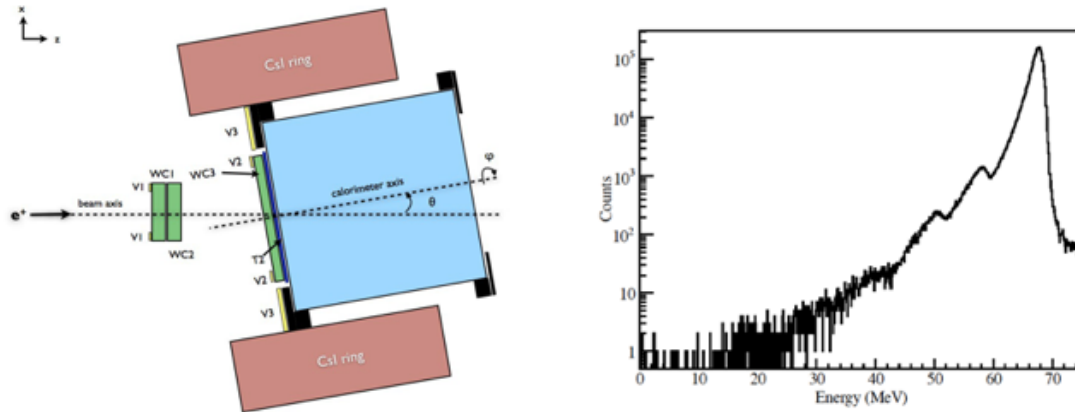 x
z
CsI ring
V3
V2
WC3
WC1
V1
calorimeter axis
φ
θ
e⁺
beam axis
V1
WC2
T2
V2
V3
CsI ring
Counts
10⁵
10⁴
10³
10²
10
1
0 10 20 30 40 50 60 70
Energy (MeV)